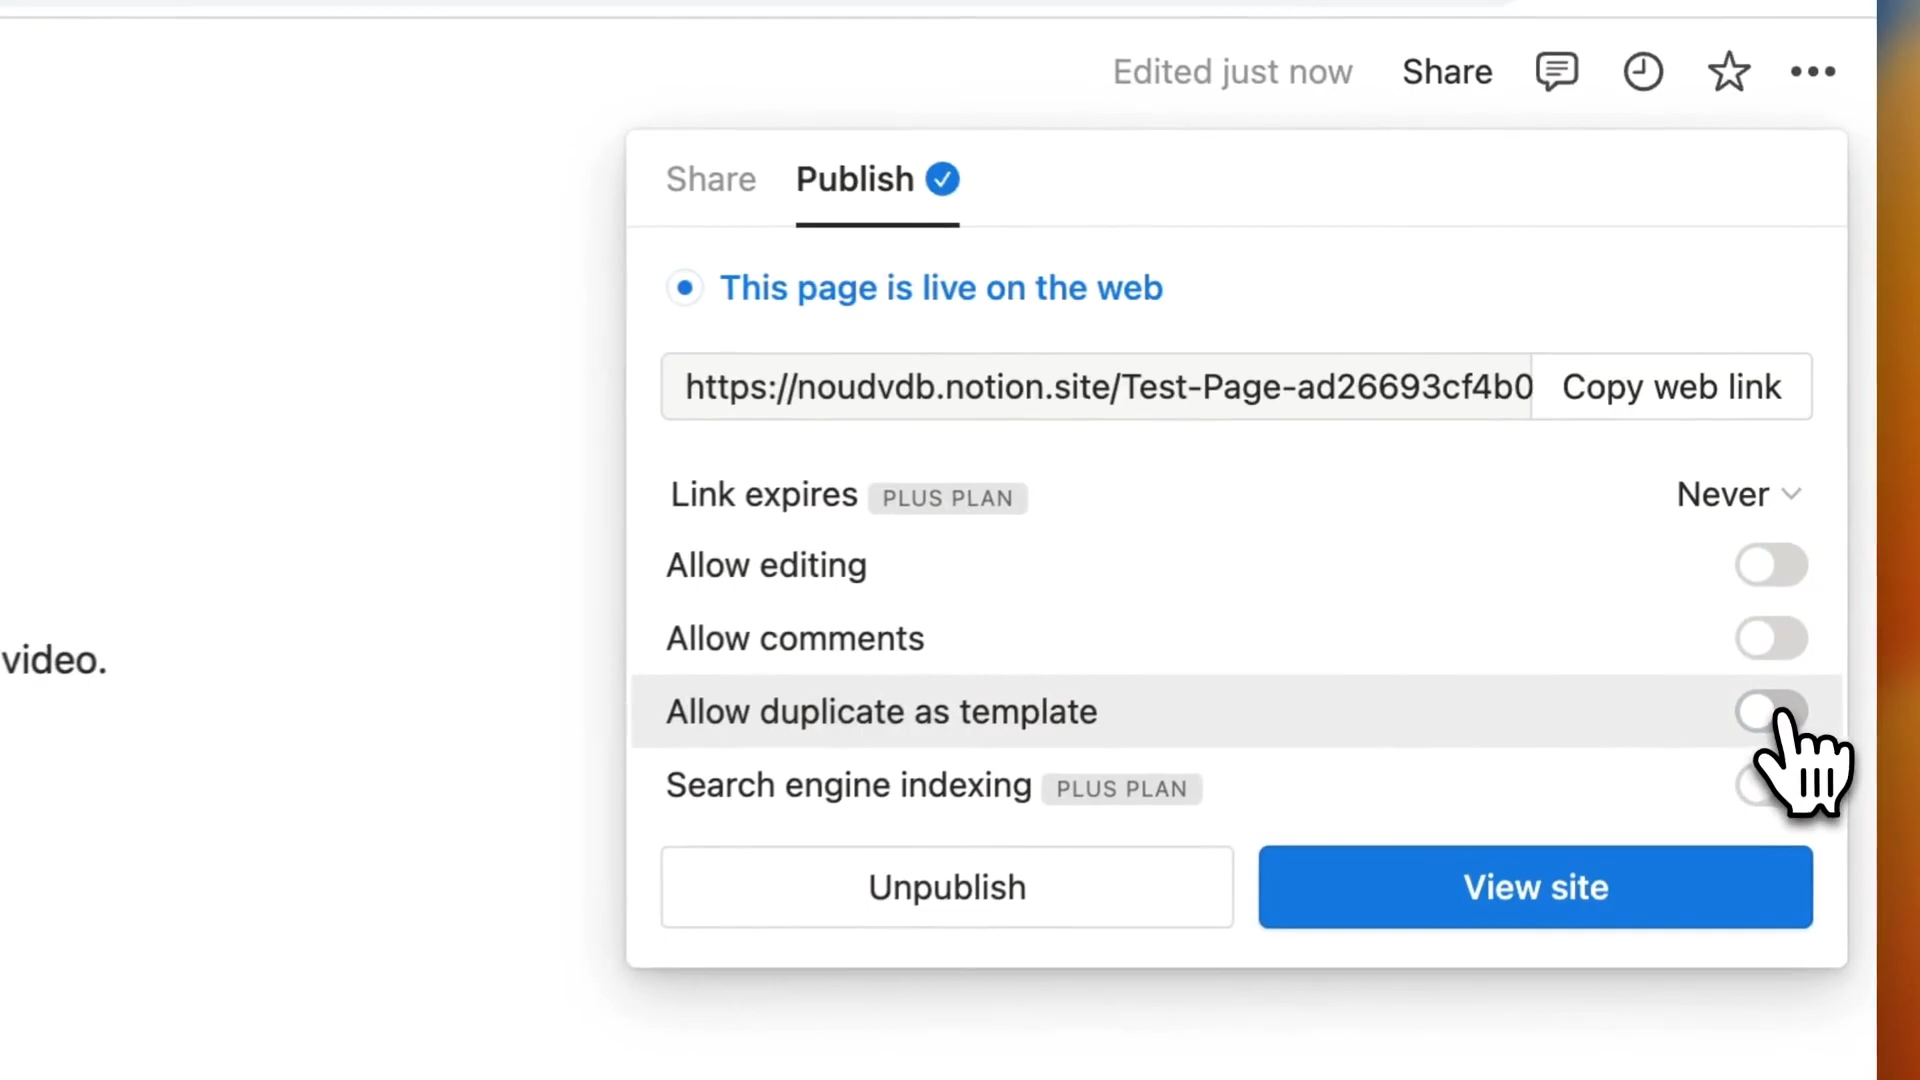 Edited just now Share
Share Publish
This page is live on the web
https://noudvdb.notion.site/Test-Page-ad26693cf4b0 Copy web link
Link expires PLUS PLAN Never
Allow editing
Allow comments
video.
Allow duplicate as template
Search engine indexing PLUS PLAN
Unpublish View site